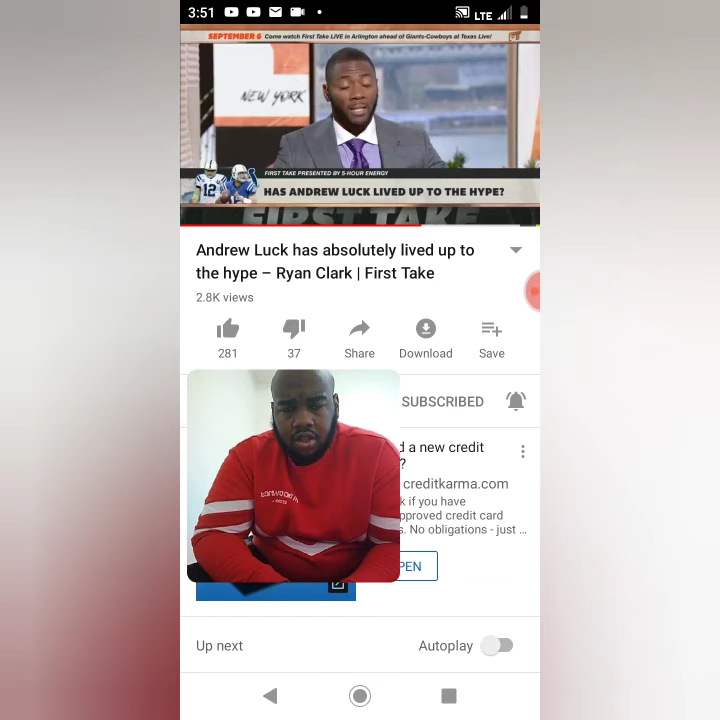 3:51
LTE
SEPTEMBER 6 Come watch First Take LIVE in Arlington ahead of Giants-Cowboys at Texas Live!
NEW YORK
FIRST TAKE PRESENTED BY 5-HOUR ENERGY
12
HAS ANDREW LUCK LIVED UP TO THE HYPE?
FIRST TAKE
Andrew Luck has absolutely lived up to
the hype – Ryan Clark | First Take
2.8K views
281
37
Share
Download
Save
SUBSCRIBED
d a new credit
?
creditkarma.com
k if you have
pproved credit card
s. No obligations - just ...
PEN
Up next
Autoplay